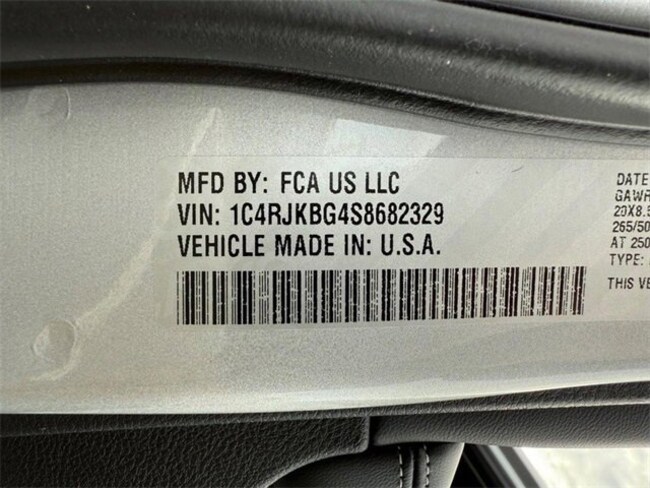 MFD BY: FCA US LLC
VIN: 1C4RJKBG4S8682329
VEHICLE MADE IN: U.S.A.
DATE
GAWR
20X8.5
265/50
AT 250
TYPE:
THIS VE